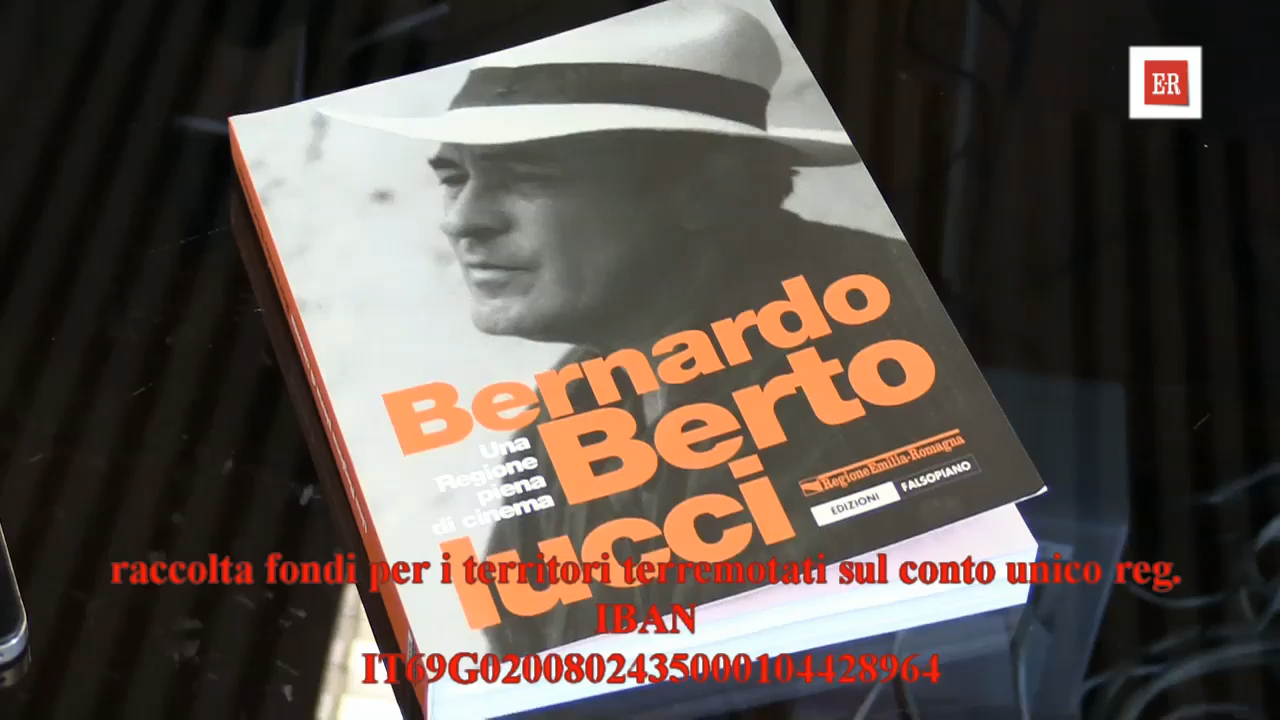 E-R
Bernardo
Berto
lucci
Una
Regione
piena
di cinema
RegioneEmilia-Romagna
EDIZIONI FALSOPIANO
raccolta fondi per i territori terremotati sul conto unico reg.
IBAN
IT69G0200802435000104428964